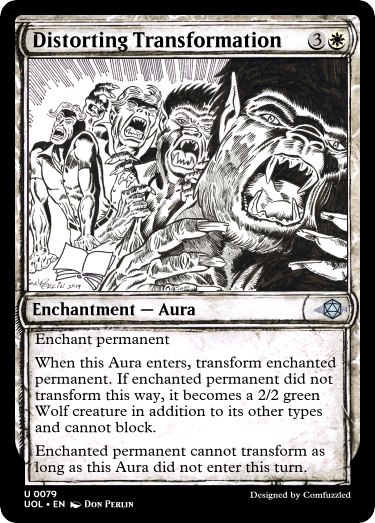 Distorting Transformation 3
Enchantment — Aura
Enchant permanent
When this Aura enters, transform enchanted
permanent. If enchanted permanent did not
transform this way, it becomes a 2/2 green
Wolf creature in addition to its other types
and cannot block.
Enchanted permanent cannot transform as
long as this Aura did not enter this turn.
U 0079
UOL • EN Don Perlin
Designed by Comfuzzled